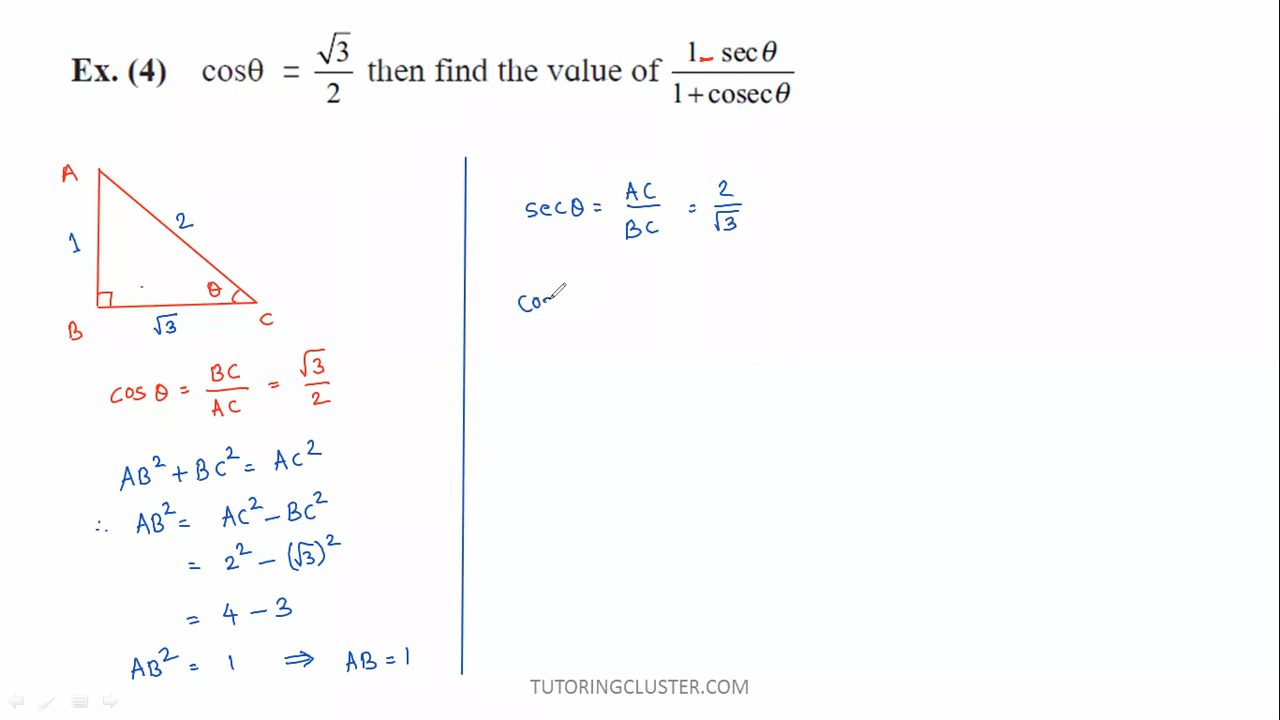 Ex. (4) cosθ = √3/2 then find the value of (1 - secθ)/(1 + cosecθ)
A
2
1
θ
B
√3
C
cos θ = BC/AC = √3/2
AB² + BC² = AC²
∴ AB² = AC² - BC²
= 2² - (√3)²
= 4 - 3
AB² = 1 ⇒ AB = 1
secθ = AC/BC = 2/√3
cos
TUTORINGCLUSTER.COM